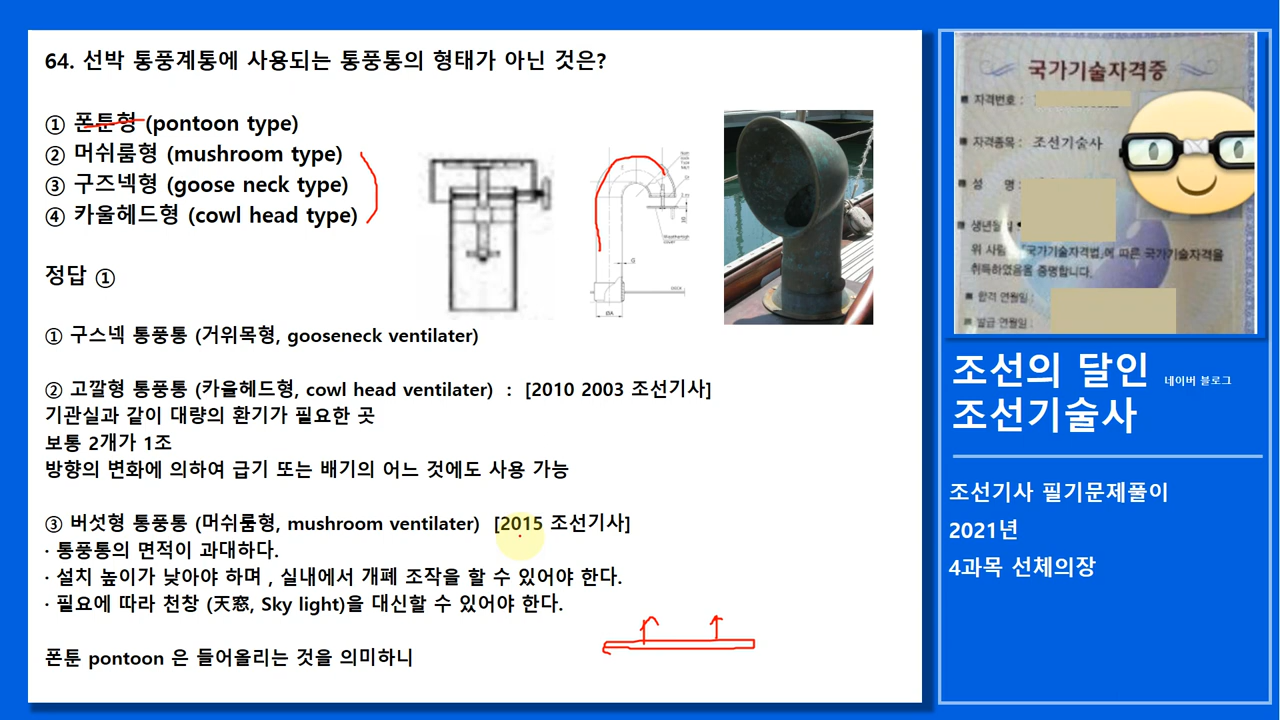 64. 선박 통풍계통에 사용되는 통풍통의 형태가 아닌 것은?
① 폰툰형 (pontoon type)
② 머쉬룸형 (mushroom type)
③ 구즈넥형 (goose neck type)
④ 카울헤드형 (cowl head type)
정답 ①
① 구스넥 통풍통 (거위목형, gooseneck ventilater)
② 고깔형 통풍통 (카울헤드형, cowl head ventilater) : [2010 2003 조선기사]
기관실과 같이 대량의 환기가 필요한 곳
보통 2개가 1조
방향의 변화에 의하여 급기 또는 배기의 어느 것에도 사용 가능
③ 버섯형 통풍통 (머쉬룸형, mushroom ventilater) [2015 조선기사]
· 통풍통의 면적이 과대하다.
· 설치 높이가 낮아야 하며 , 실내에서 개폐 조작을 할 수 있어야 한다.
· 필요에 따라 천창 (天窓, Sky light)을 대신할 수 있어야 한다.
폰툰 pontoon 은 들어올리는 것을 의미하니
G
ØA
국가기술자격증
자격번호 :
자격종목 : 조선기술사
성 명 :
생년월일
위 사람 「국가기술자격법」에 따른 국가기술자격을
취득하였음을 증명합니다.
합격 연월일 :
발급 연월일 :
조선의 달인 네이버 블로그
조선기술사
조선기사 필기문제풀이
2021년
4과목 선체의장